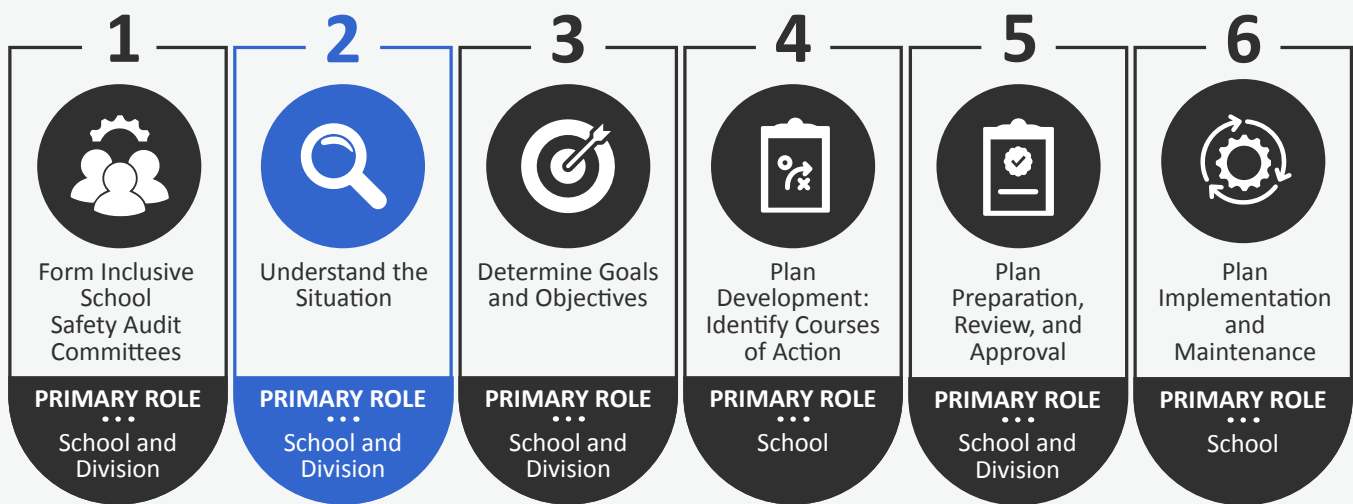 1
Form Inclusive
School
Safety Audit
Committees
PRIMARY ROLE
School and
Division
2
Understand the
Situation
PRIMARY ROLE
School and
Division
3
Determine Goals
and Objectives
PRIMARY ROLE
School and
Division
4
Plan
Development:
Identify Courses
of Action
PRIMARY ROLE
School
5
Plan
Preparation,
Review, and
Approval
PRIMARY ROLE
School and
Division
6
Plan
Implementation
and
Maintenance
PRIMARY ROLE
School